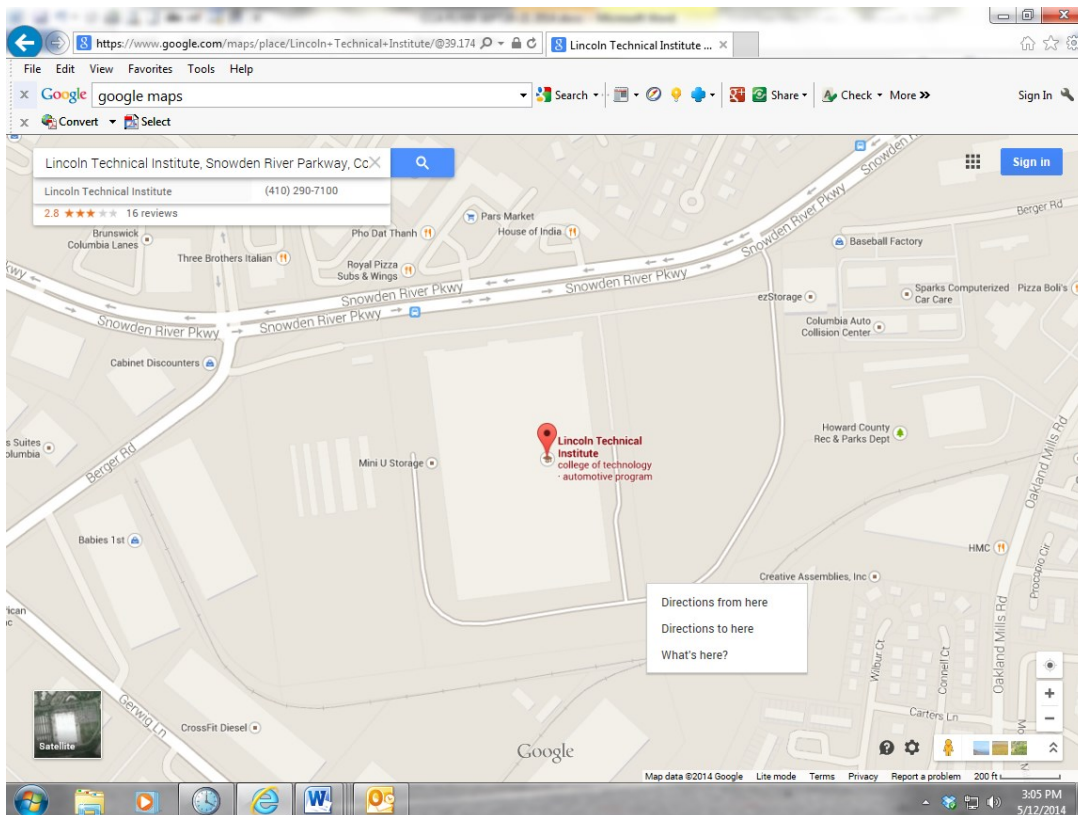 https://www.google.com/maps/place/Lincoln+Technical+Institute/@39.174
Lincoln Technical Institute ...
File Edit View Favorites Tools Help
Google google maps Search Share Check More >> Sign In
Convert Select
Lincoln Technical Institute, Snowden River Parkway, Cc
Sign in
Lincoln Technical Institute (410) 290-7100
2.8 16 reviews
Snowden
River Pkwy
Snowden
Berger Rd
Pars Market
House of India
Pho Dat Thanh
Brunswick
Columbia Lanes
Three Brothers Italian
Royal Pizza
Subs & Wings
Baseball Factory
Snowden River Pkwy
Snowden River Pkwy
Snowden River Pkwy
Snowden River Pkwy
ezStorage
Sparks Computerized
Car Care
Pizza Boli's
Columbia Auto
Collision Center
Cabinet Discounters
Howard County
Rec & Parks Dept
s Suites
olumbia
Berger Rd
Mini U Storage
Lincoln Technical
Institute
college of technology
· automotive program
Oakland Mills Rd
Babies 1st
HMC
Procopio Cir
Creative Assemblies, Inc
Directions from here
Directions to here
What's here?
Wilbur Ct
Connell Ct
Oakland Mills Rd
Carters Ln
Gerwig Ln
CrossFit Diesel
Satellite
Google
Map data ©2014 Google Lite mode Terms Privacy Report a problem 200 ft
3:05 PM
5/12/2014